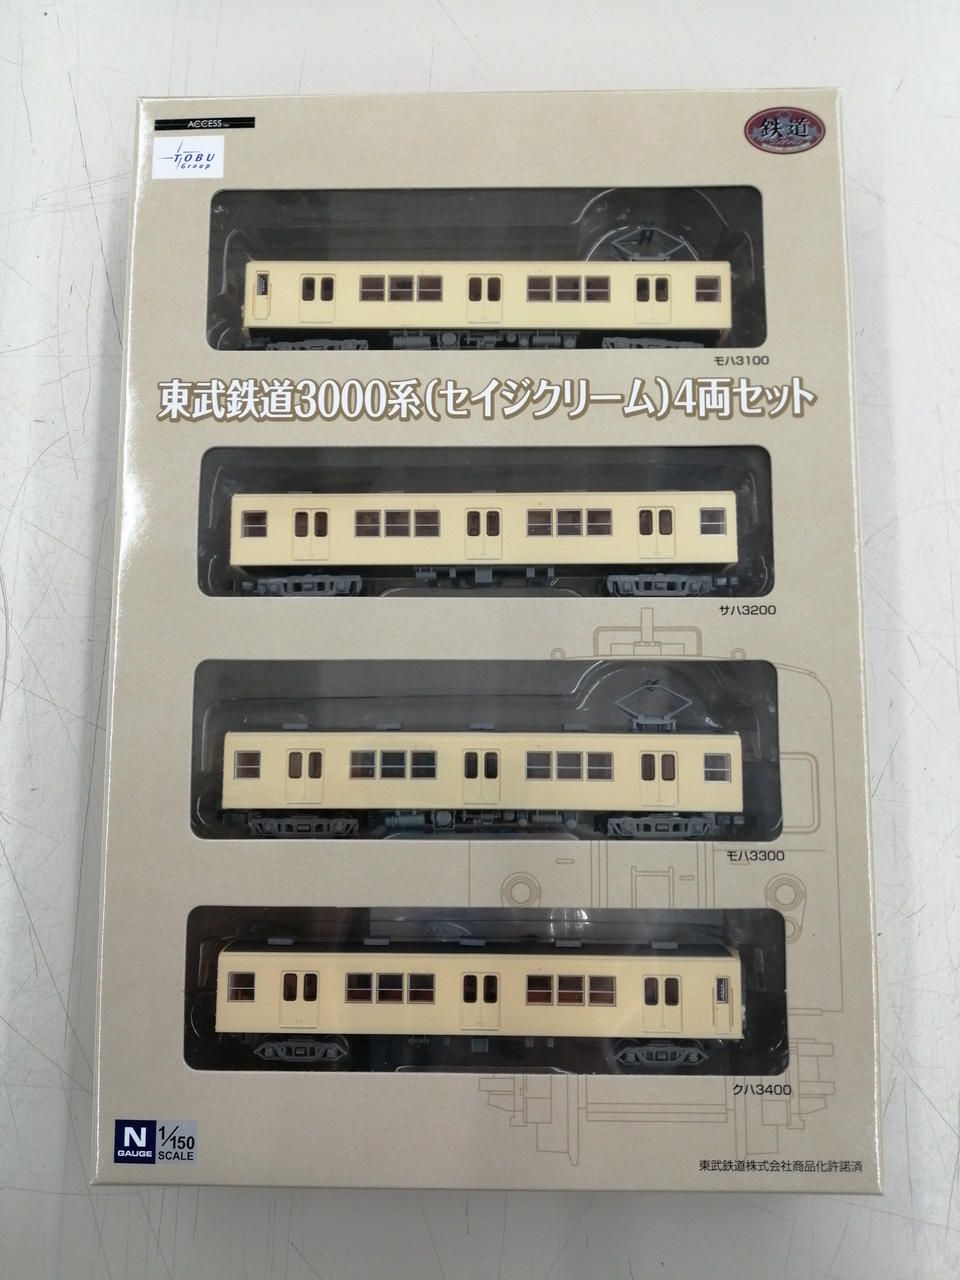 ACCESS
TOBU
Group
鉄道
モハ3100
東武鉄道3000系(セイジクリーム)4両セット
サハ3200
モハ3300
クハ3400
N
GAUGE
1/150
SCALE
東武鉄道株式会社商品化許諾済